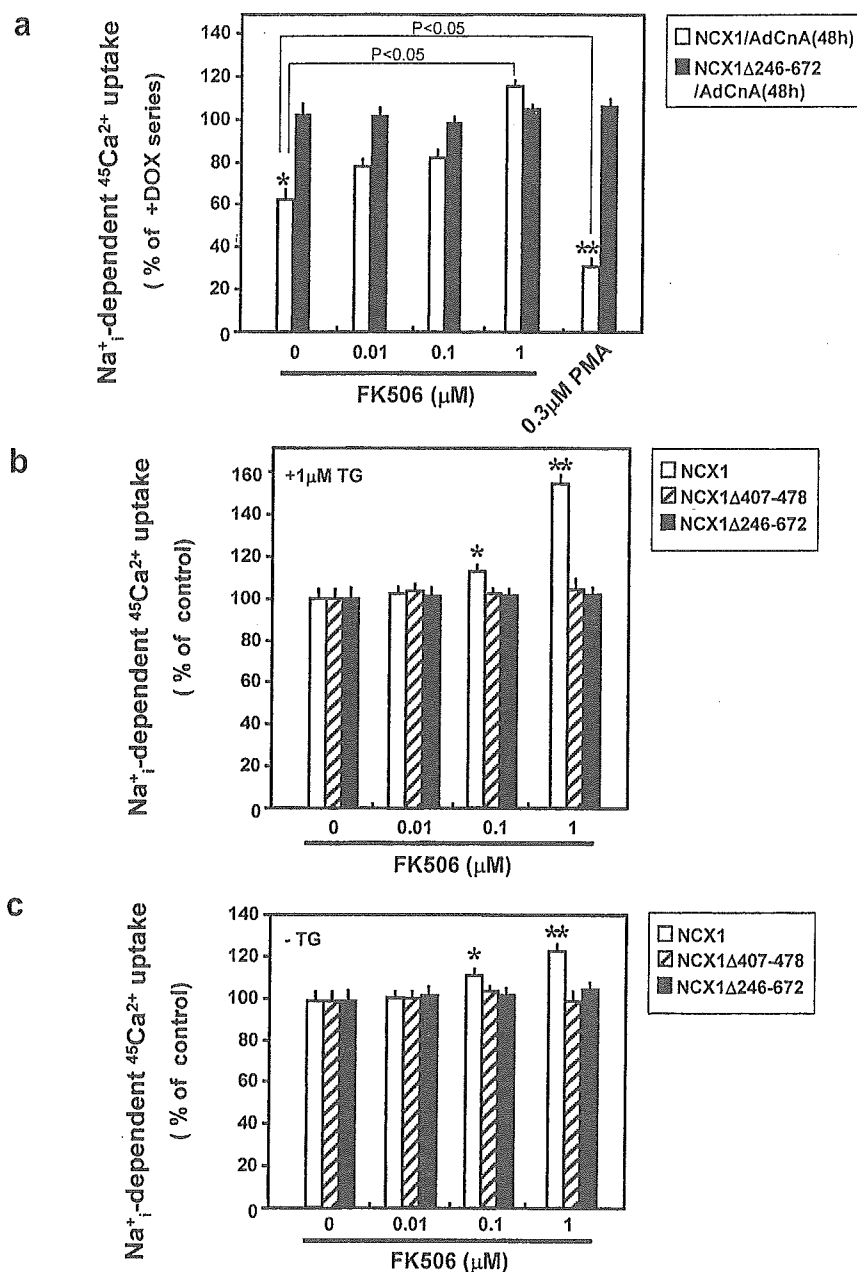 a
Na⁺ᵢ-dependent ⁴⁵Ca²⁺ uptake
( % of +DOX series)
140
120
100
80
60
40
20
0
P<0.05
P<0.05
*
**
0
0.01
0.1
1
0.3μM PMA
FK506 (μM)
NCX1/AdCnA(48h)
NCX1Δ246-672
/AdCnA(48h)
b
Na⁺ᵢ-dependent ⁴⁵Ca²⁺ uptake
( % of control)
160
140
120
100
80
60
40
20
0
+1μM TG
*
**
0
0.01
0.1
1
FK506 (μM)
NCX1
NCX1Δ407-478
NCX1Δ246-672
c
Na⁺ᵢ-dependent ⁴⁵Ca²⁺ uptake
( % of control)
140
120
100
80
60
40
20
0
- TG
*
**
0
0.01
0.1
1
FK506 (μM)
NCX1
NCX1Δ407-478
NCX1Δ246-672